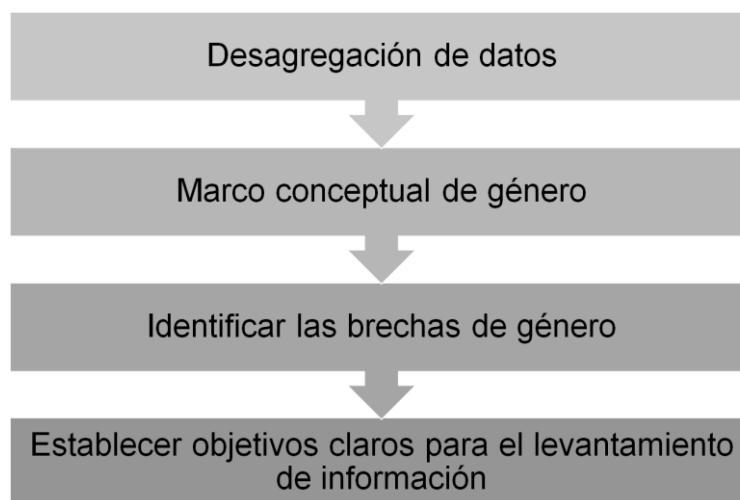 Desagregación de datos
Marco conceptual de género
Identificar las brechas de género
Establecer objetivos claros para el levantamiento
de información